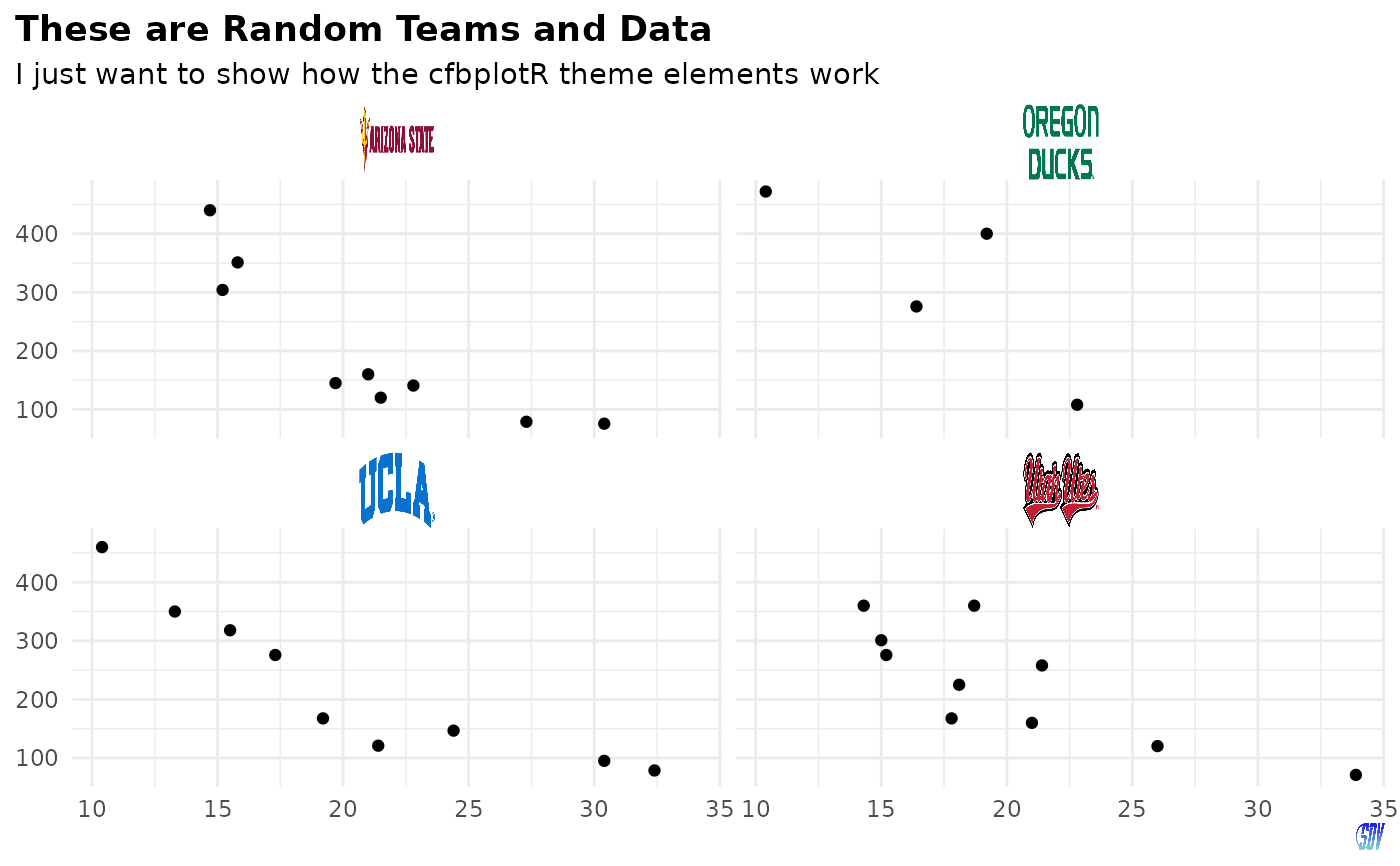 These are Random Teams and Data
I just want to show how the cfbplotR theme elements work
ARIZONA STATE
OREGON
DUCKS
400
300
200
100
UCLA
400
300
200
100
10 15 20 25 30 35 10 15 20 25 30 35